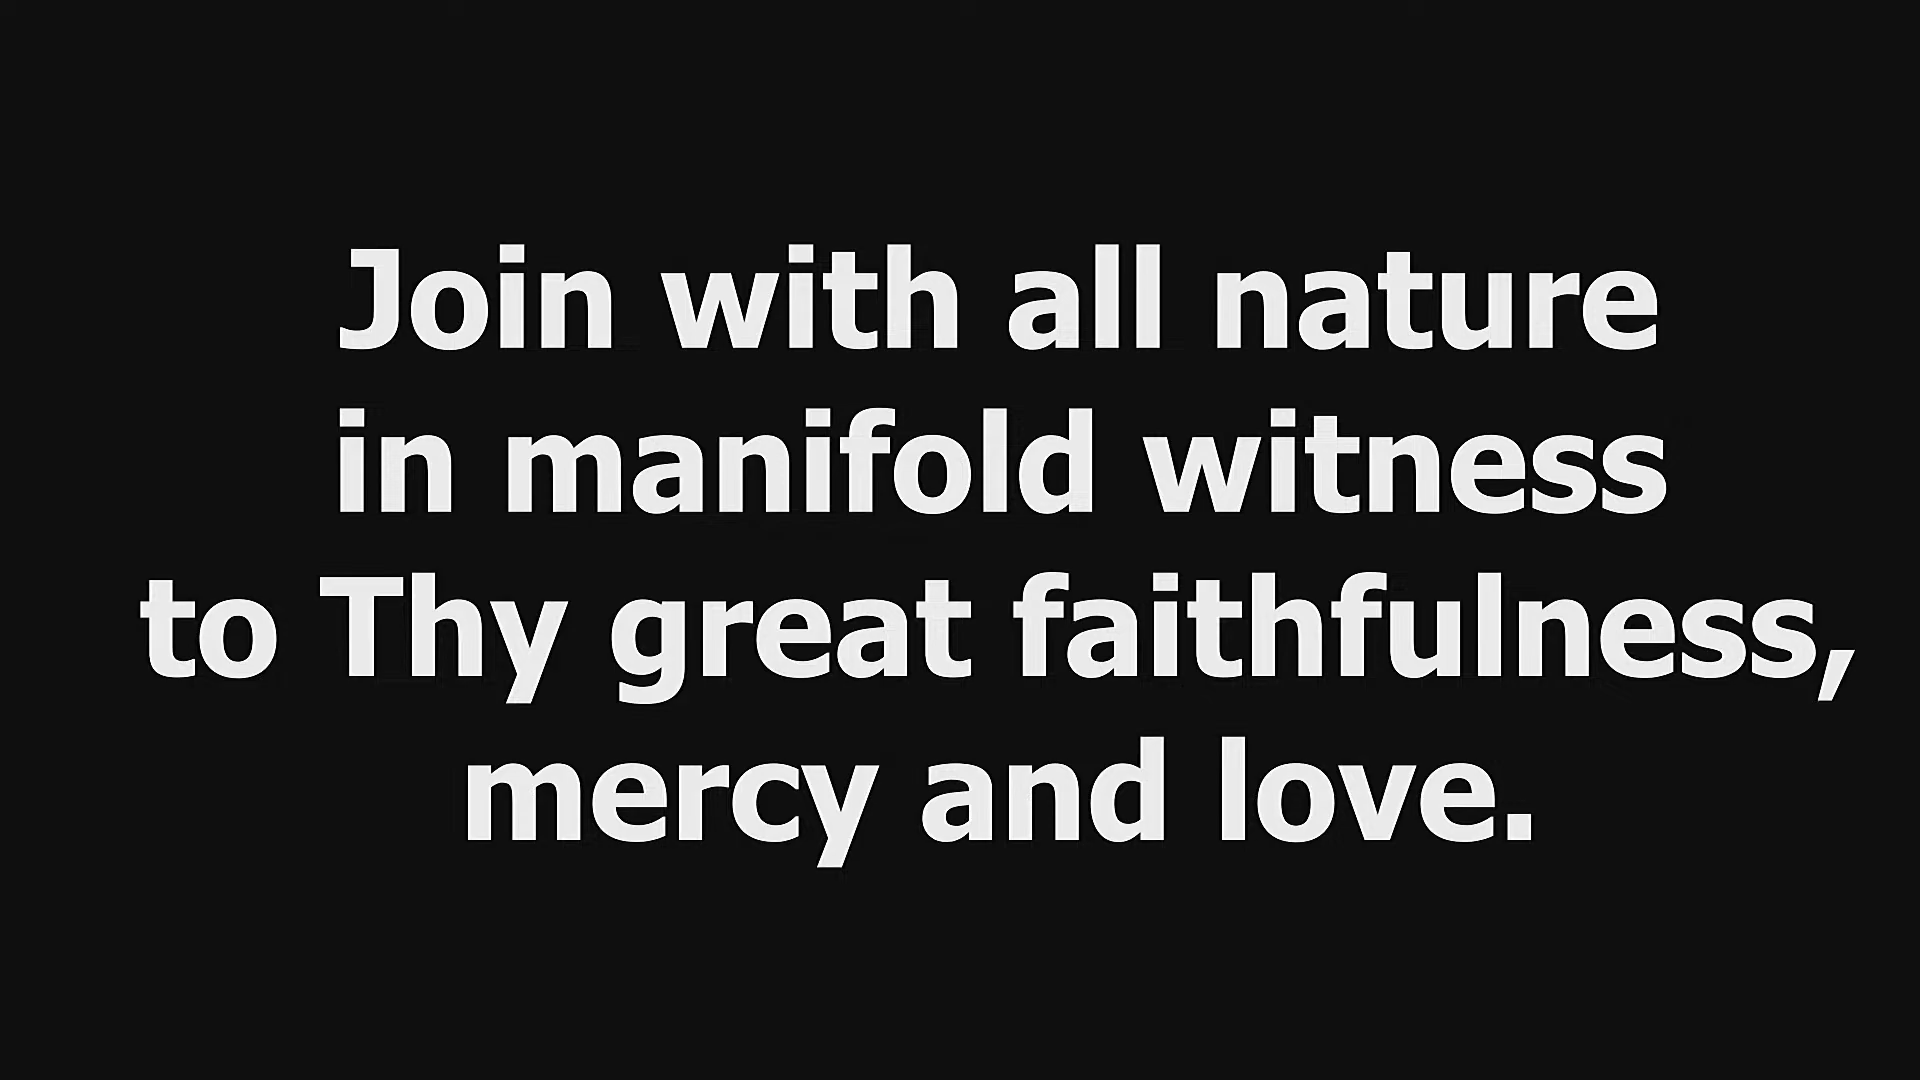 Join with all nature
in manifold witness
to Thy great faithfulness,
mercy and love.